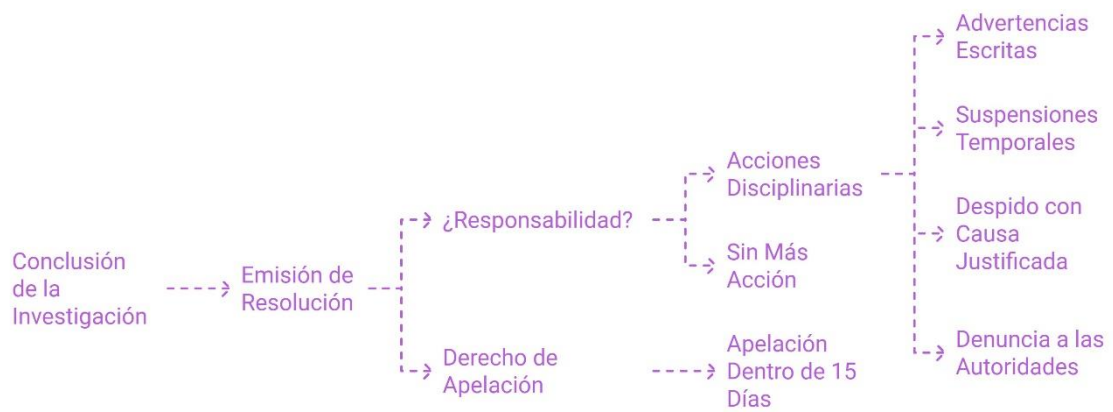 Conclusión
de la
Investigación
Emisión de
Resolución
¿Responsabilidad?
Derecho de
Apelación
Acciones
Disciplinarias
Sin Más
Acción
Apelación
Dentro de 15
Días
Advertencias
Escritas
Suspensiones
Temporales
Despido con
Causa
Justificada
Denuncia a las
Autoridades